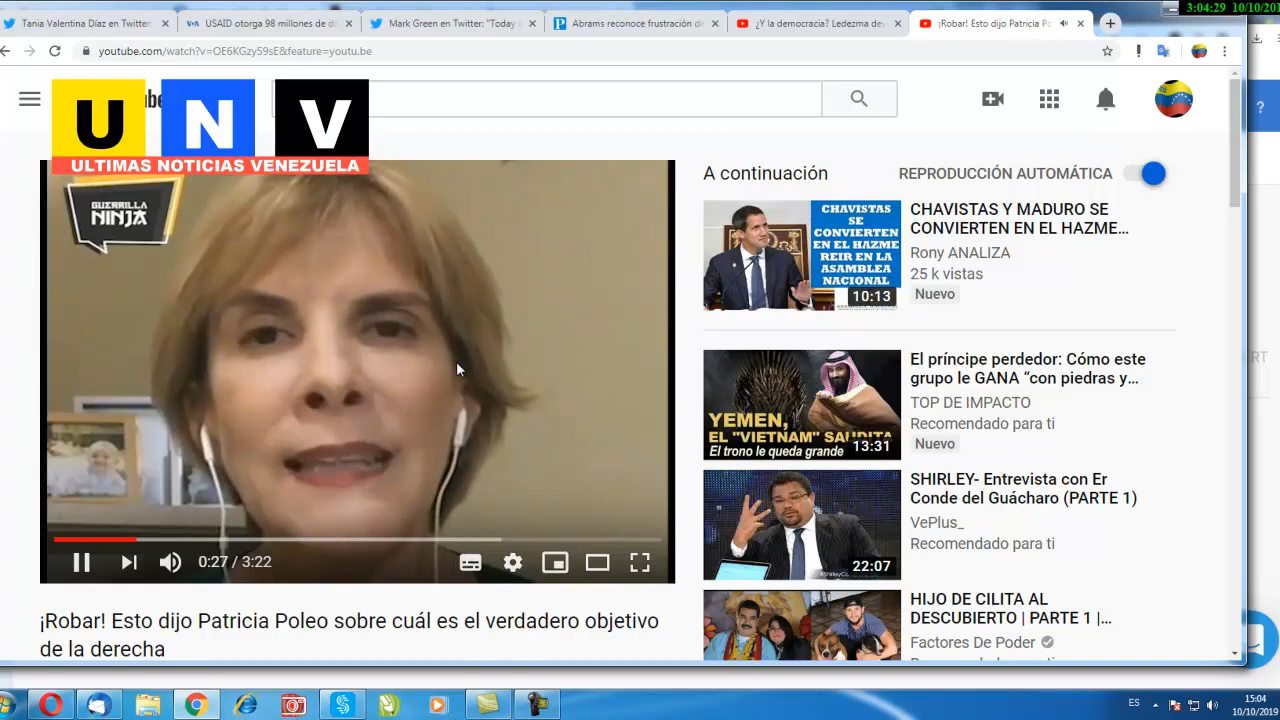 3:04:29 10/10/201
Tania Valentina Díaz en Twitter:
USAID otorga 98 millones de dó
Mark Green en Twitter: "Today
Abrams reconoce frustración de
¿Y la democracia? Ledezma dev
¡Robar! Esto dijo Patricia Po
youtube.com/watch?v=OE6KGzy59sE&feature=youtu.be
U N V
ULTIMAS NOTICIAS VENEZUELA
GUERRILLA
NINJA
0:27 / 3:22
¡Robar! Esto dijo Patricia Poleo sobre cuál es el verdadero objetivo
de la derecha
A continuación
REPRODUCCIÓN AUTOMÁTICA
CHAVISTAS
SE
CONVIERTEN
EN EL HAZME
REIR EN LA
ASAMBLEA
NACIONAL
10:13
CHAVISTAS Y MADURO SE
CONVIERTEN EN EL HAZME…
Rony ANALIZA
25 k vistas
Nuevo
YEMEN,
EL "VIETNAM" SAUDITA
El trono le queda grande
13:31
El príncipe perdedor: Cómo este
grupo le GANA “con piedras y…
TOP DE IMPACTO
Recomendado para ti
Nuevo
22:07
SHIRLEY- Entrevista con Er
Conde del Guácharo (PARTE 1)
VePlus_
Recomendado para ti
HIJO DE CILITA AL
DESCUBIERTO | PARTE 1 |…
Factores De Poder
ES
15:04
10/10/2019